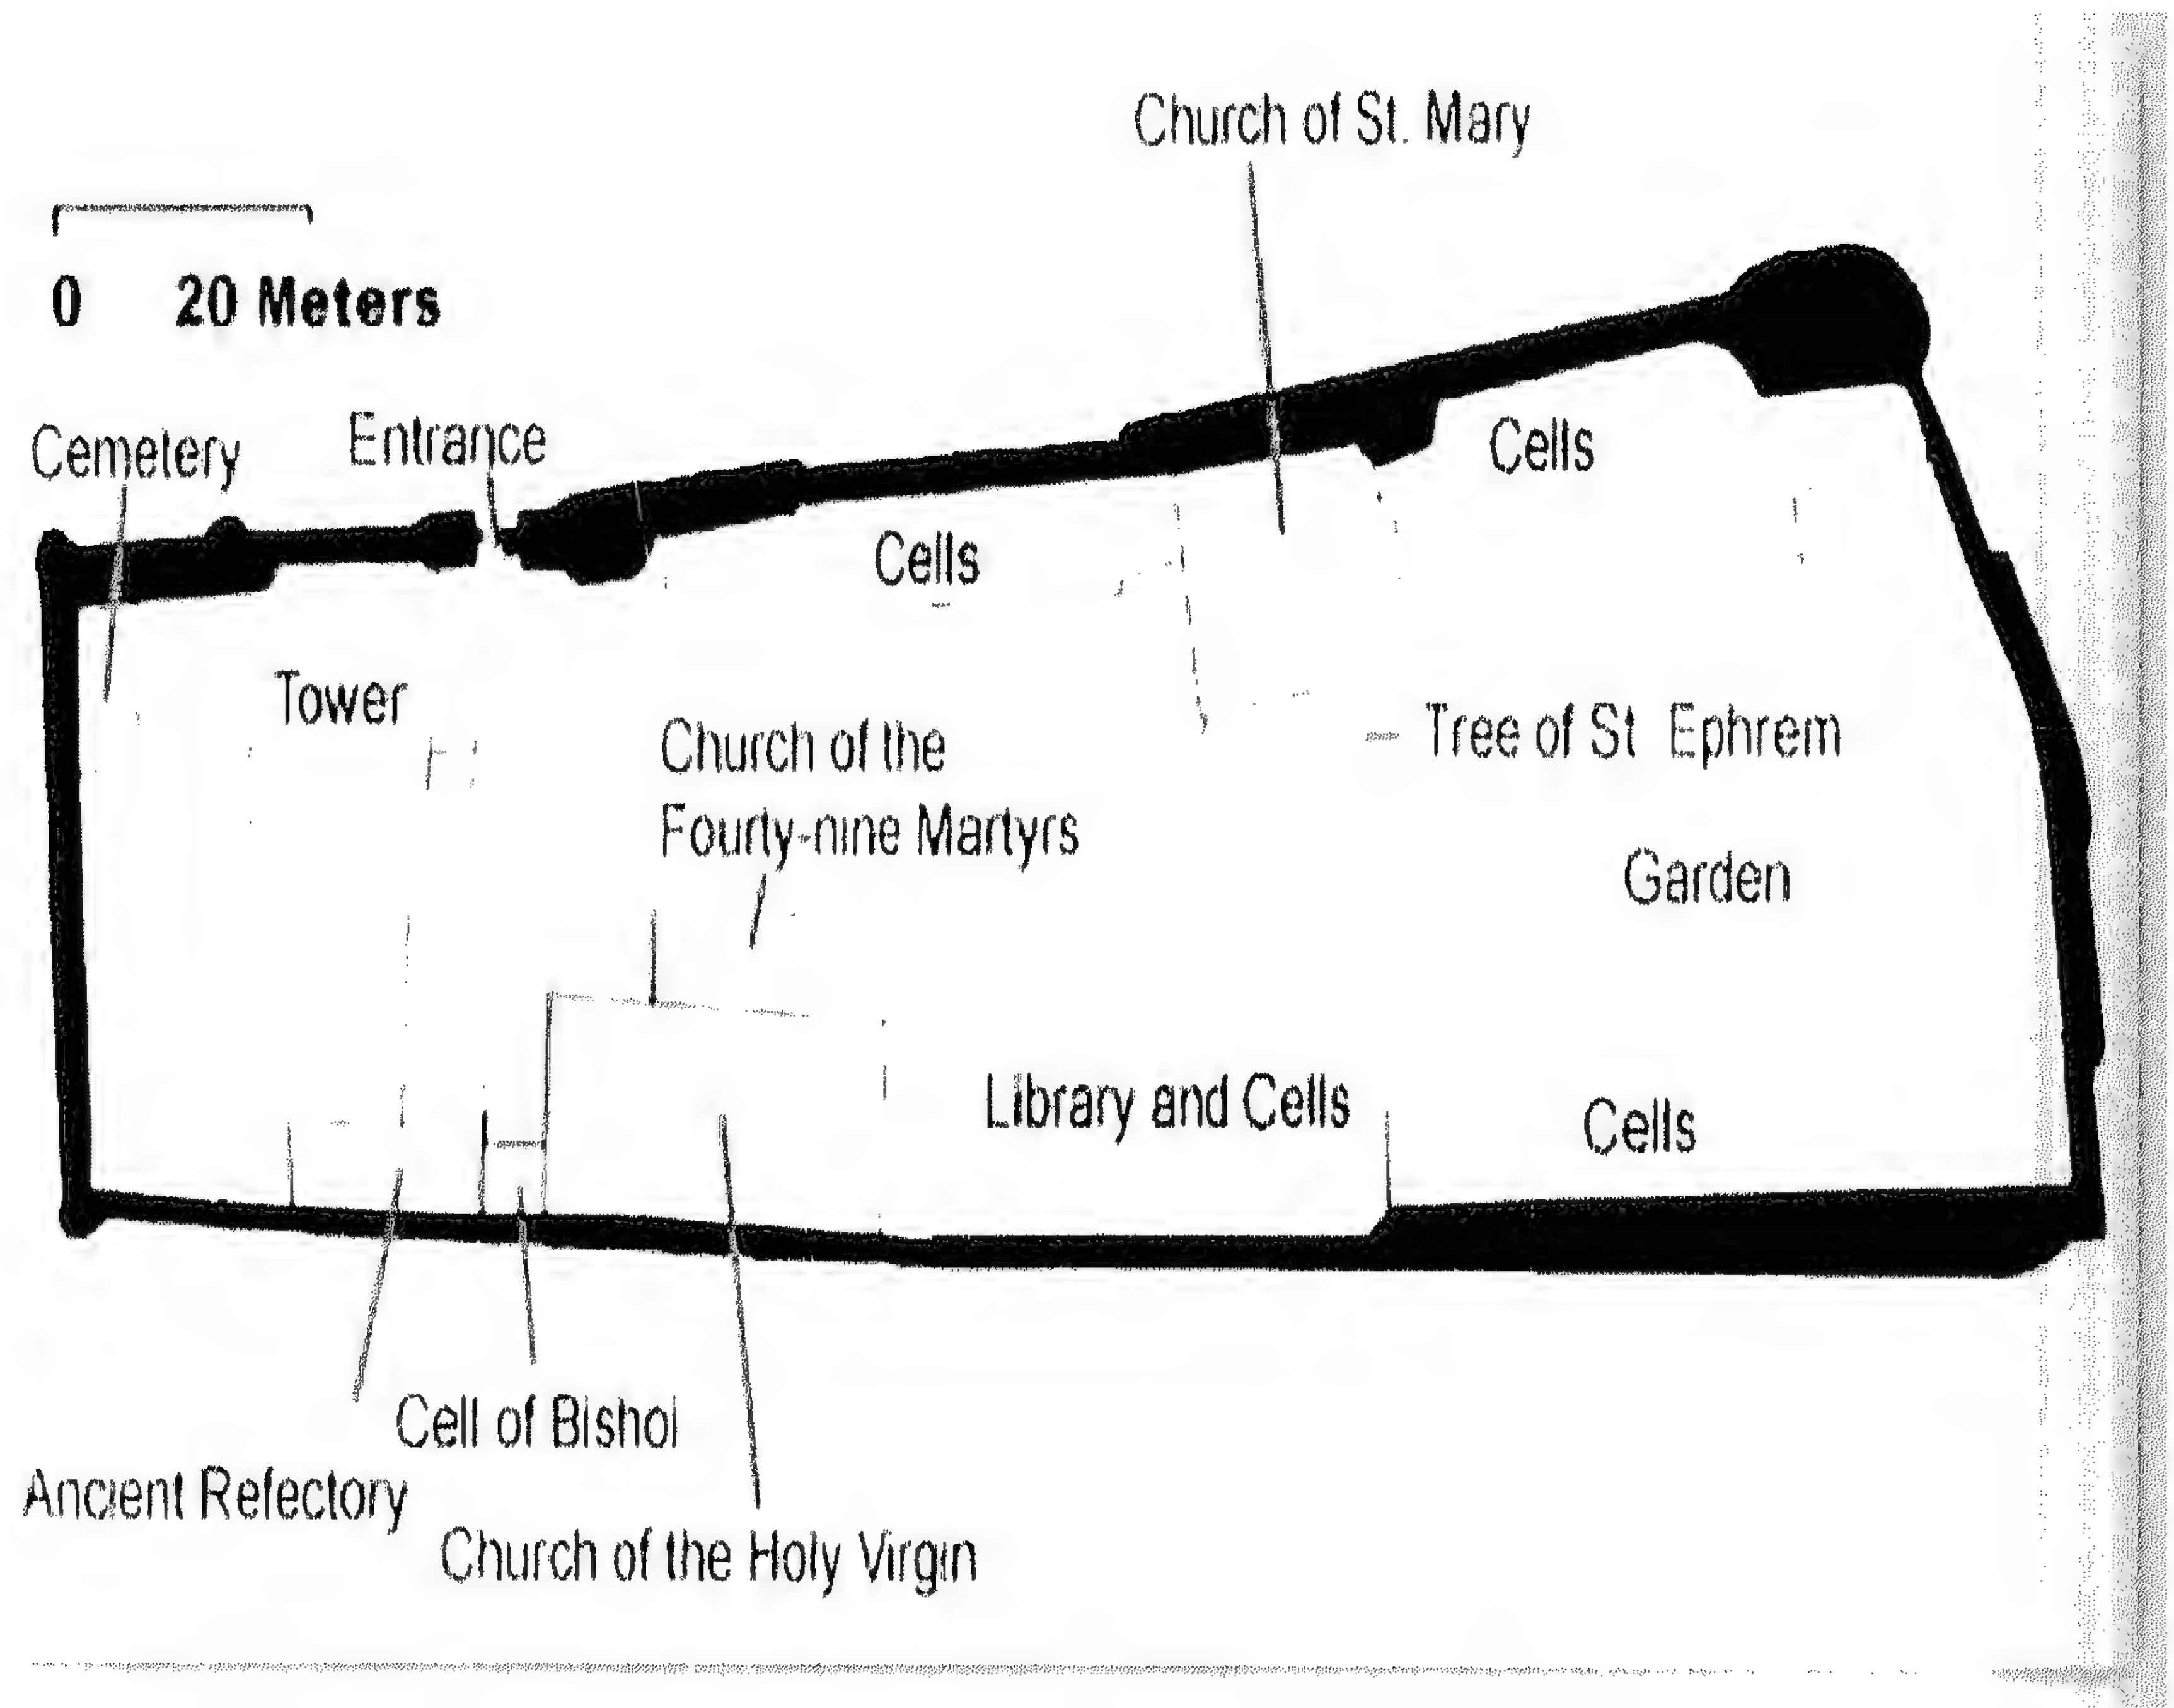 Church of St. Mary
0 20 Meters
Cemetery
Entrance
Cells
Cells
Tower
Church of the
Fourty-nine Martyrs
Tree of St Ephrem
Garden
Library and Cells
Cells
Cell of Bishoi
Ancient Refectory
Church of the Holy Virgin